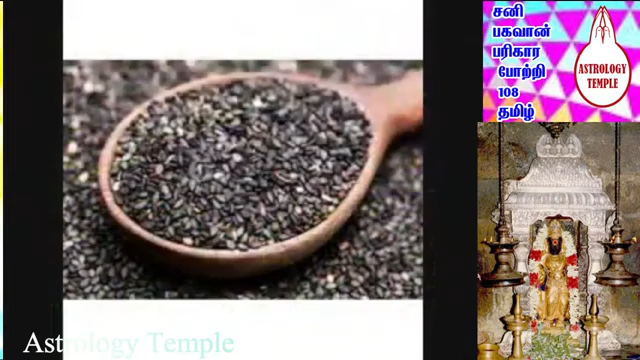 சனி
பகவான்
பரிகார
போற்றி
108
தமிழ்
ASTROLOGY
TEMPLE
Astrology Temple